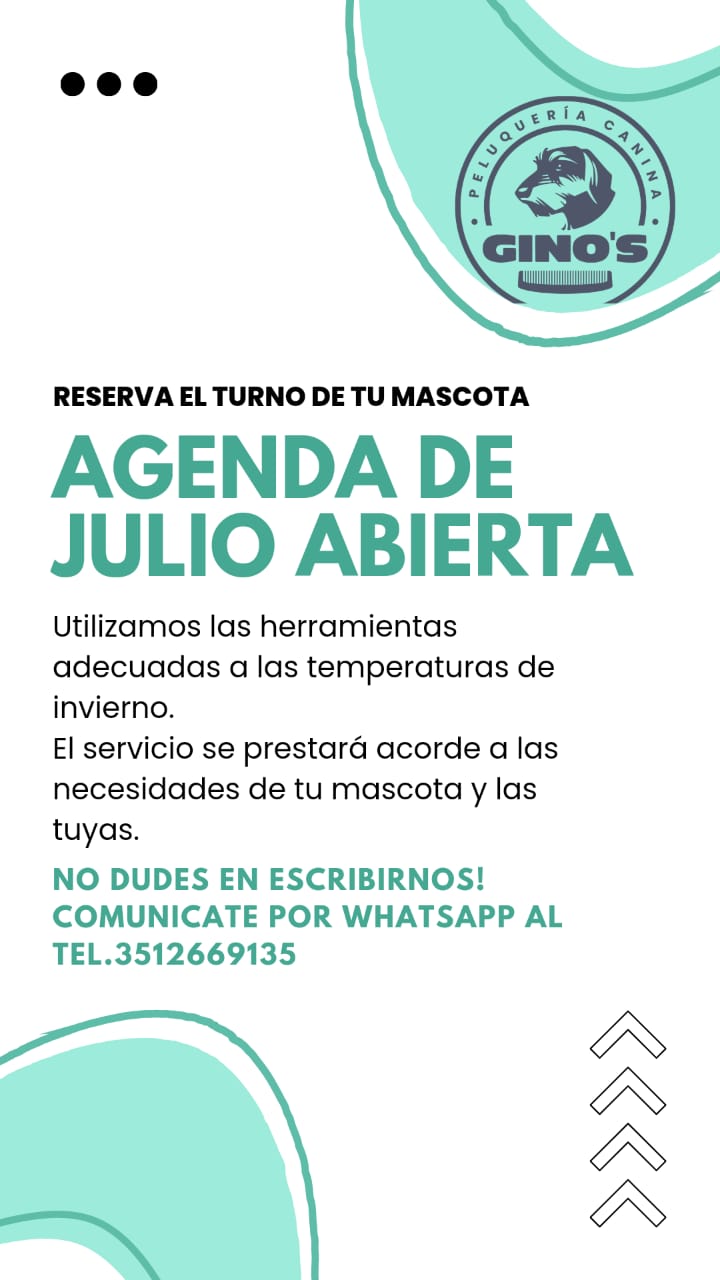 PELUQUERÍA CANINA
GINO'S
RESERVA EL TURNO DE TU MASCOTA
AGENDA DE
JULIO ABIERTA
Utilizamos las herramientas
adecuadas a las temperaturas de
invierno.
El servicio se prestará acorde a las
necesidades de tu mascota y las
tuyas.
NO DUDES EN ESCRIBIRNOS!
COMUNICATE POR WHATSAPP AL
TEL.3512669135